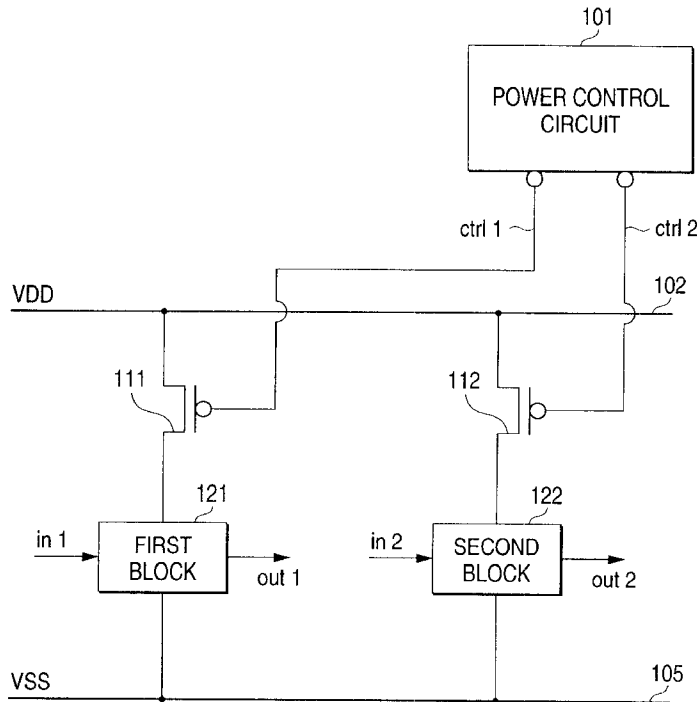 101
POWER CONTROL
CIRCUIT
ctrl 1
ctrl 2
VDD
102
111
112
121
122
in 1
FIRST
BLOCK
out 1
in 2
SECOND
BLOCK
out 2
VSS
105